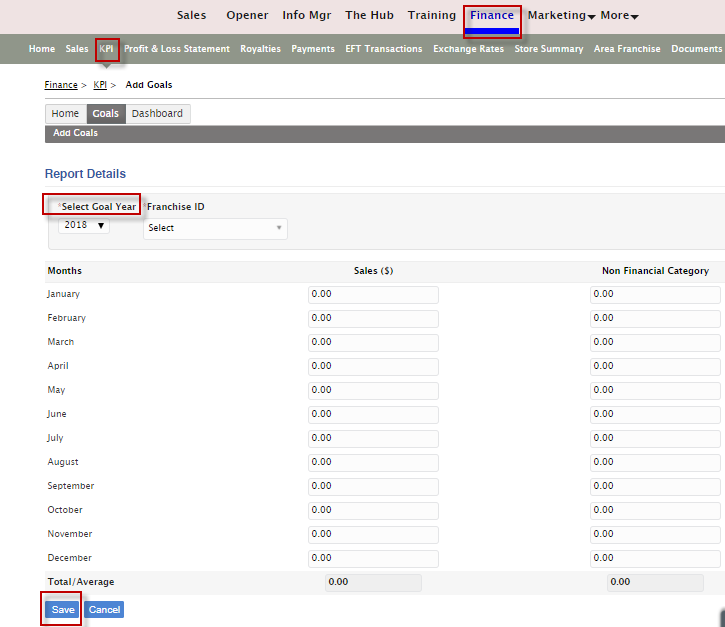 Sales Opener Info Mgr The Hub Training Finance Marketing More
Home Sales KPI Profit & Loss Statement Royalties Payments EFT Transactions Exchange Rates Store Summary Area Franchise Documents
Finance > KPI > Add Goals
Home Goals Dashboard
Add Goals
Report Details
*Select Goal Year *Franchise ID
2018 Select
Months Sales ($) Non Financial Category
January 0.00 0.00
February 0.00 0.00
March 0.00 0.00
April 0.00 0.00
May 0.00 0.00
June 0.00 0.00
July 0.00 0.00
August 0.00 0.00
September 0.00 0.00
October 0.00 0.00
November 0.00 0.00
December 0.00 0.00
Total/Average 0.00 0.00
Save Cancel